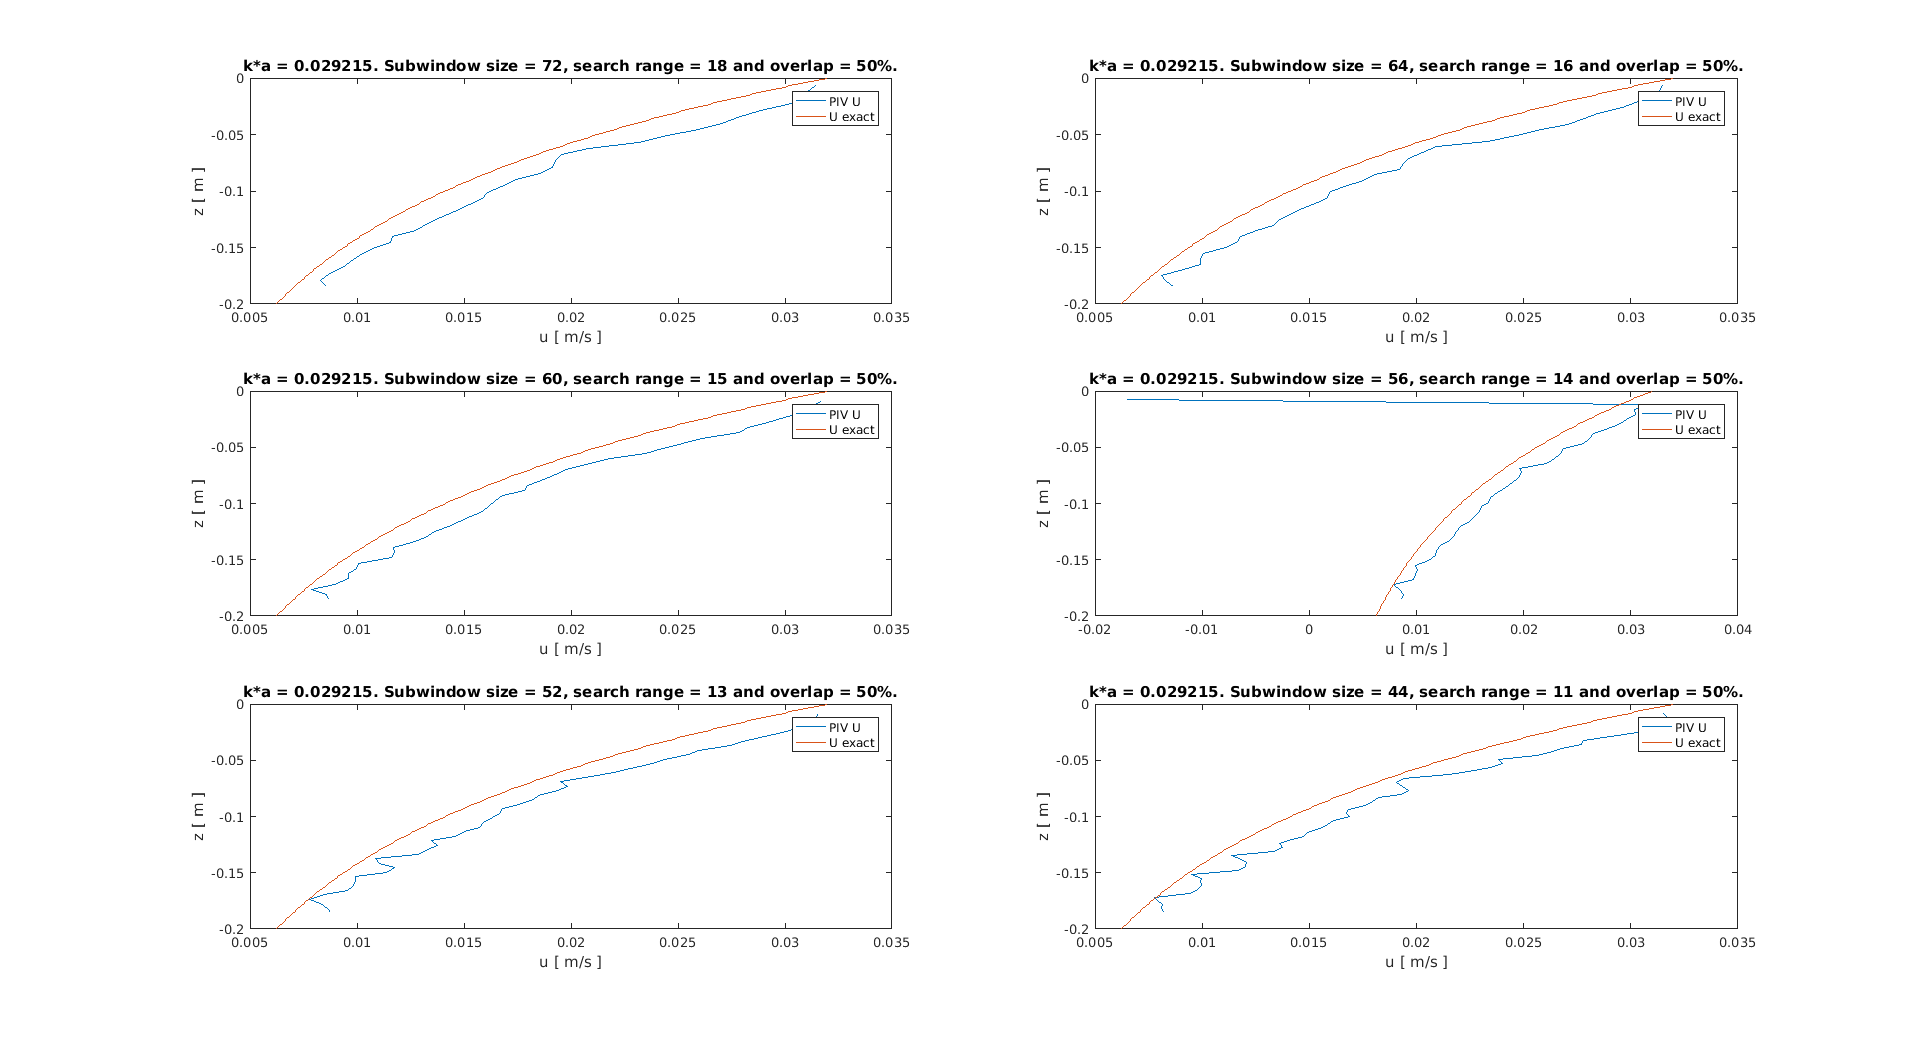 k*a = 0.029215. Subwindow size = 72, search range = 18 and overlap = 50%.
0
-0.05
-0.1
-0.15
-0.2
z [ m ]
0.005 0.01 0.015 0.02 0.025 0.03 0.035
u [ m/s ]
PIV U
U exact
k*a = 0.029215. Subwindow size = 64, search range = 16 and overlap = 50%.
0
-0.05
-0.1
-0.15
-0.2
z [ m ]
0.005 0.01 0.015 0.02 0.025 0.03 0.035
u [ m/s ]
PIV U
U exact
k*a = 0.029215. Subwindow size = 60, search range = 15 and overlap = 50%.
0
-0.05
-0.1
-0.15
-0.2
z [ m ]
0.005 0.01 0.015 0.02 0.025 0.03 0.035
u [ m/s ]
PIV U
U exact
k*a = 0.029215. Subwindow size = 56, search range = 14 and overlap = 50%.
0
-0.05
-0.1
-0.15
-0.2
z [ m ]
-0.02 -0.01 0 0.01 0.02 0.03 0.04
u [ m/s ]
PIV U
U exact
k*a = 0.029215. Subwindow size = 52, search range = 13 and overlap = 50%.
0
-0.05
-0.1
-0.15
-0.2
z [ m ]
0.005 0.01 0.015 0.02 0.025 0.03 0.035
u [ m/s ]
PIV U
U exact
k*a = 0.029215. Subwindow size = 44, search range = 11 and overlap = 50%.
0
-0.05
-0.1
-0.15
-0.2
z [ m ]
0.005 0.01 0.015 0.02 0.025 0.03 0.035
u [ m/s ]
PIV U
U exact